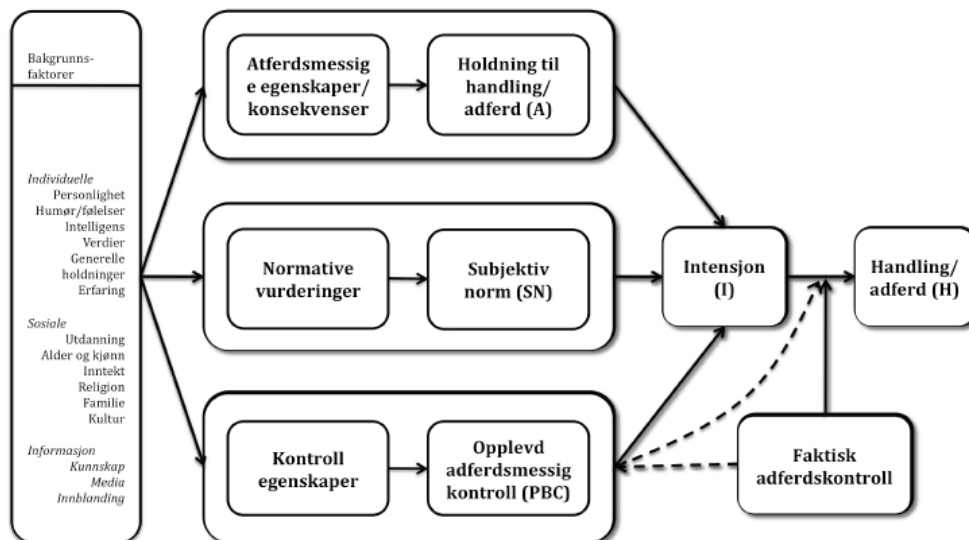 Bakgrunns-
faktorer
Individuelle
Personlighet
Humør/følelser
Intelligens
Verdier
Generelle
holdninger
Erfaring
Sosiale
Utdanning
Alder og kjønn
Inntekt
Religion
Familie
Kultur
Informasjon
Kunnskap
Media
Innblanding
Atferdsmessig
e egenskaper/
konsekvenser
Holdning til
handling/
adferd (A)
Normative
vurderinger
Subjektiv
norm (SN)
Kontroll
egenskaper
Opplevd
adferdsmessig
kontroll (PBC)
Intensjon
(I)
Handling/
adferd (H)
Faktisk
adferdskontroll